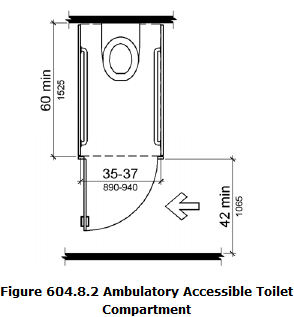 60 min
1525
35-37
890-940
42 min
1065
Figure 604.8.2 Ambulatory Accessible Toilet
Compartment